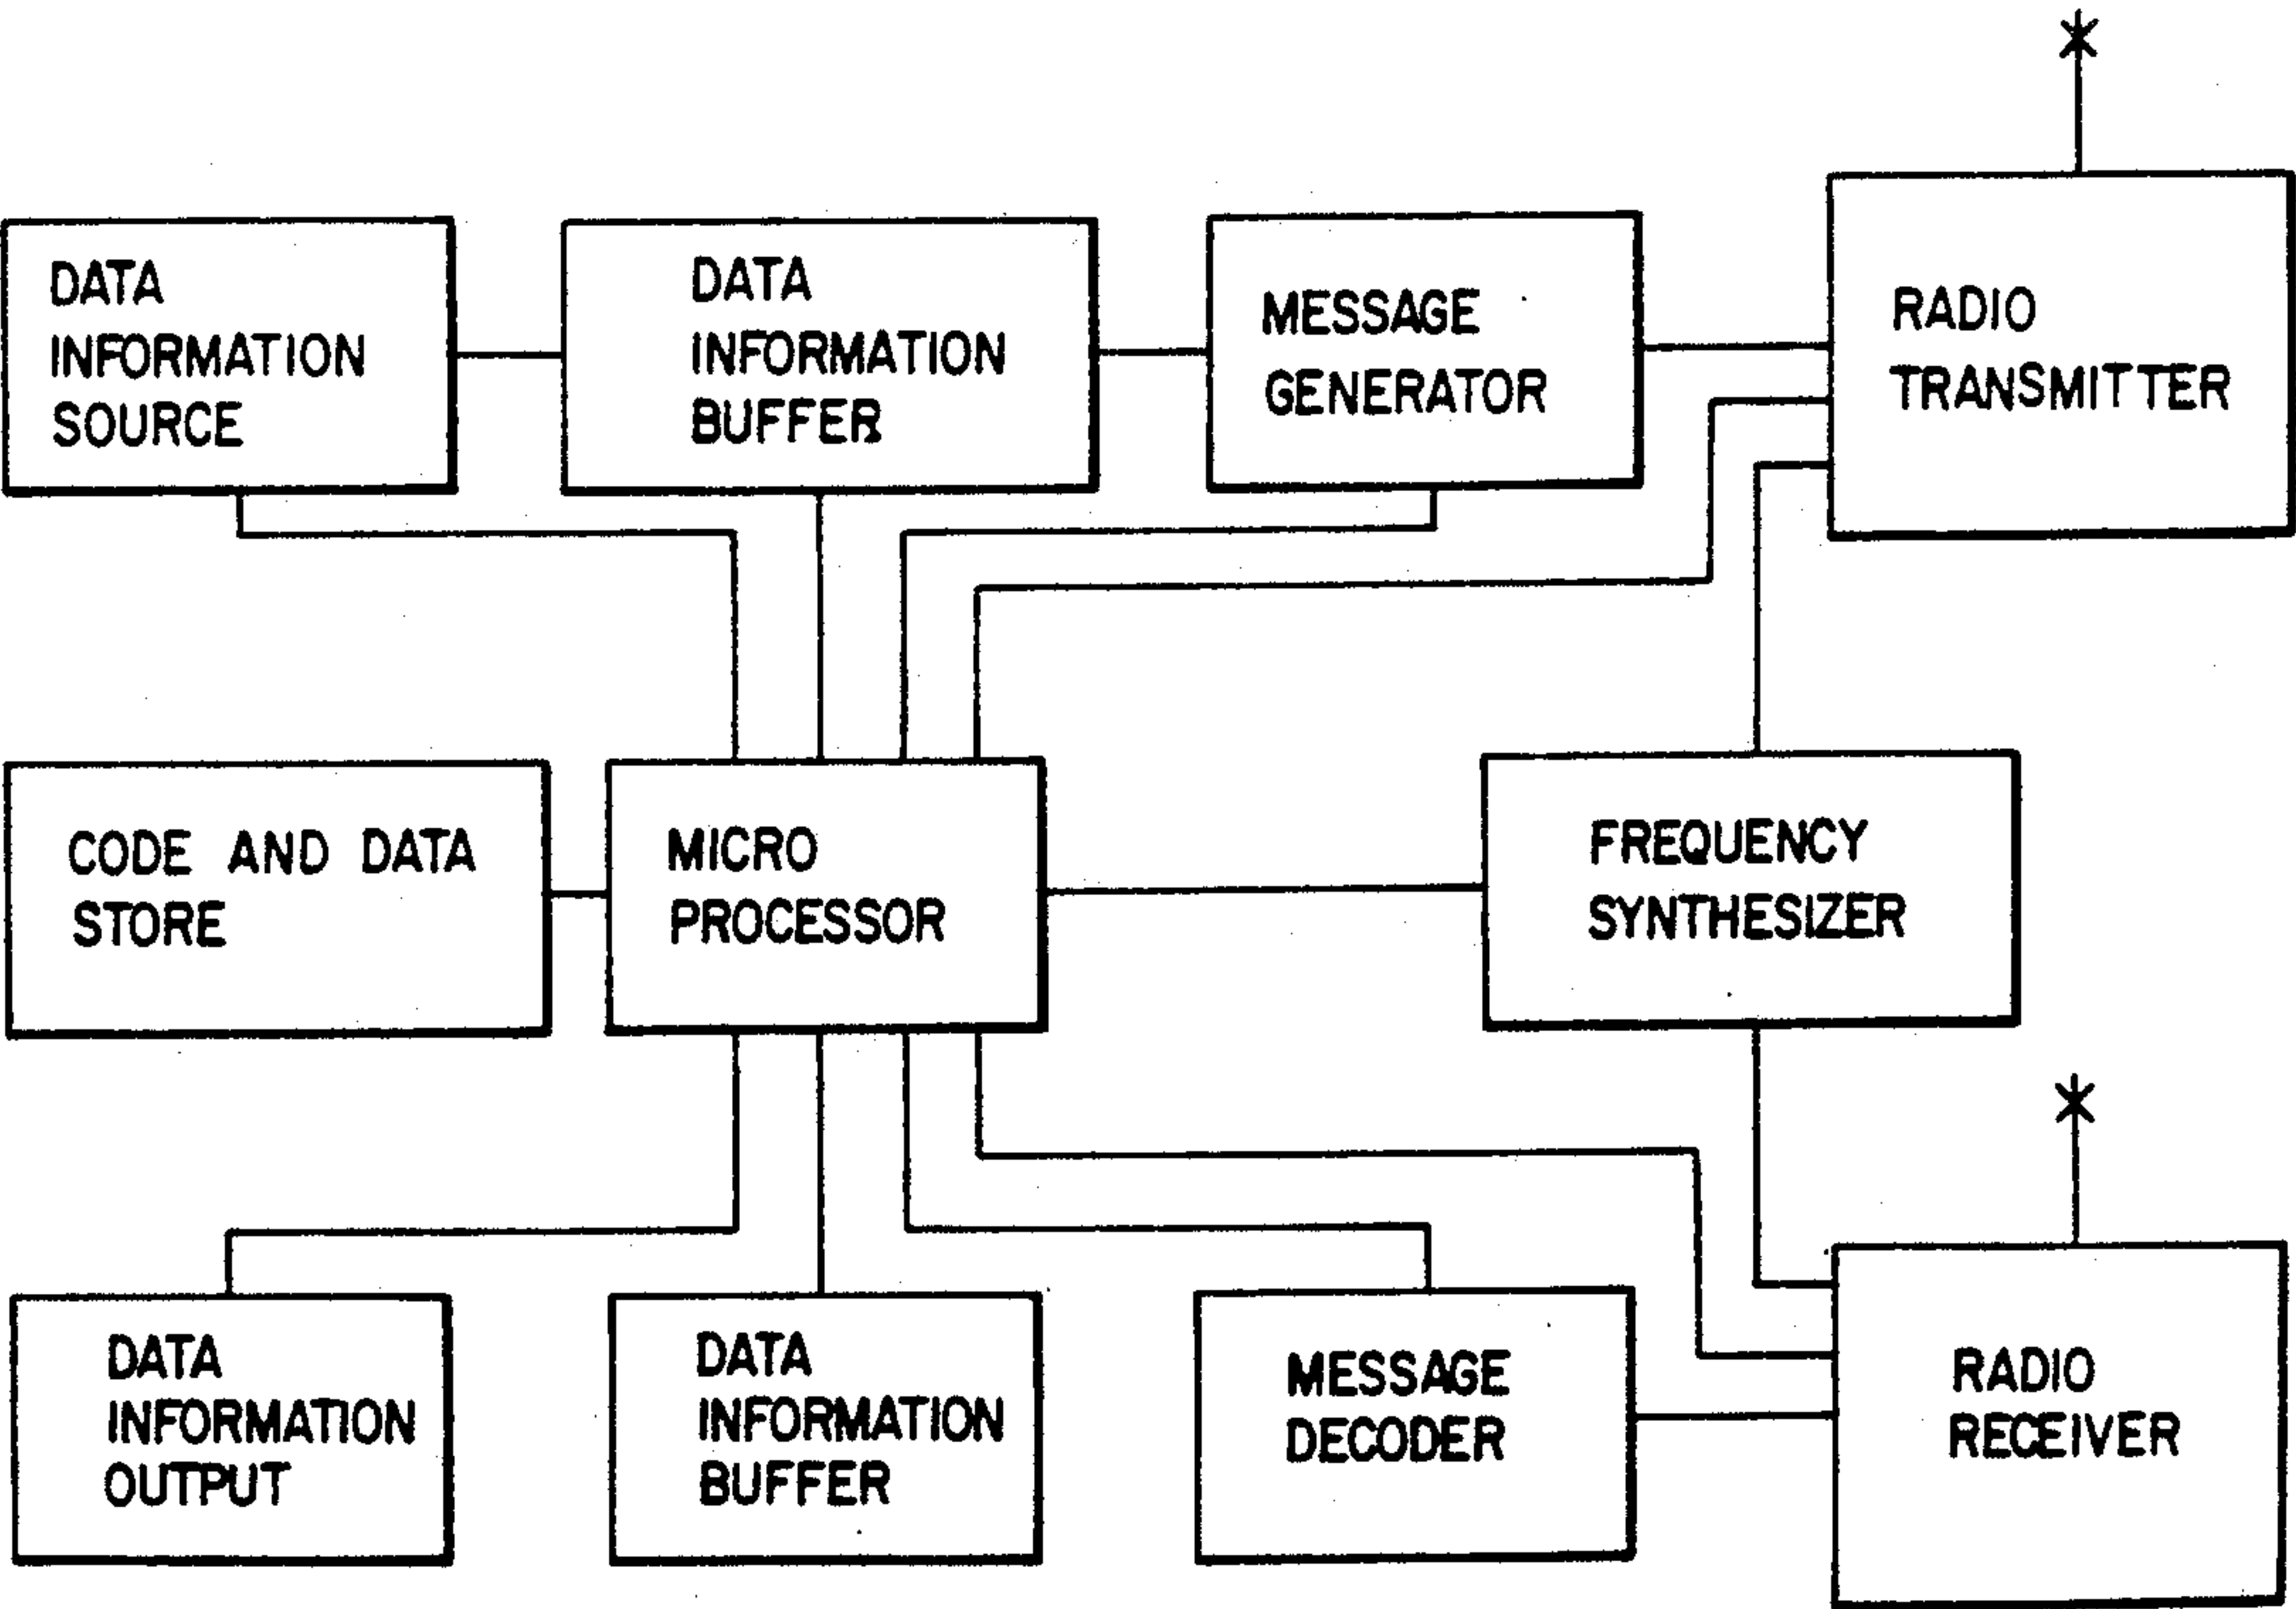 DATA
INFORMATION
SOURCE
DATA
INFORMATION
BUFFER
MESSAGE
GENERATOR
RADIO
TRANSMITTER
CODE AND DATA
STORE
MICRO
PROCESSOR
FREQUENCY
SYNTHESIZER
DATA
INFORMATION
OUTPUT
DATA
INFORMATION
BUFFER
MESSAGE
DECODER
RADIO
RECEIVER